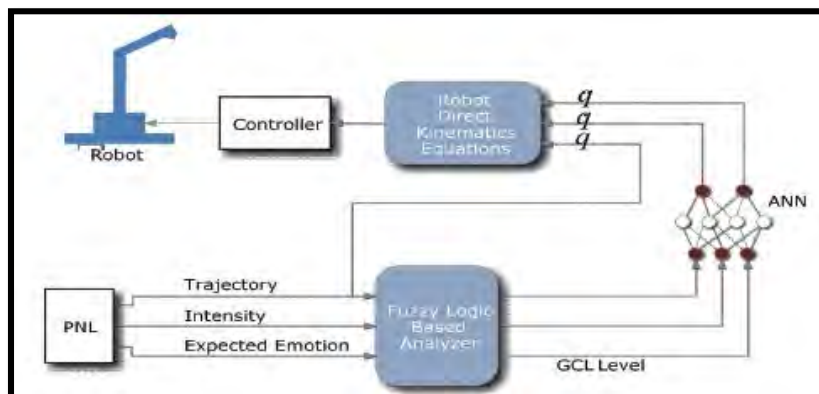 Robot
Controller
Robot
Direct
Kinematics
Equations
q
q
q
ANN
PNL
Trajectory
Intensity
Expected Emotion
Fuzzy Logic
Based
Analyzer
GCL Level